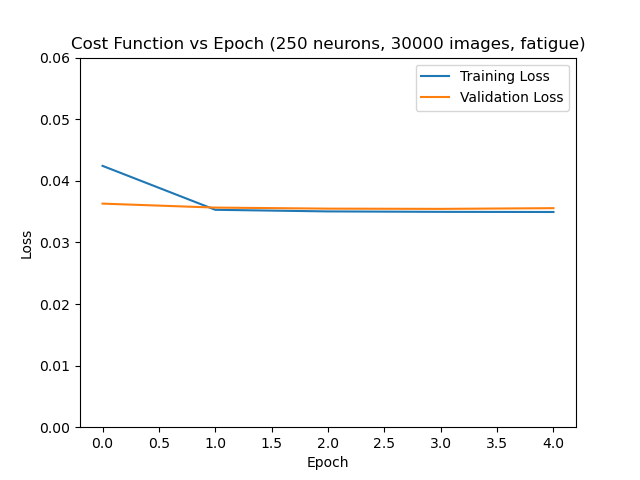 Cost Function vs Epoch (250 neurons, 30000 images, fatigue)
0.06
0.05
0.04
0.03
0.02
0.01
0.00
Loss
Training Loss
Validation Loss
0.0 0.5 1.0 1.5 2.0 2.5 3.0 3.5 4.0
Epoch